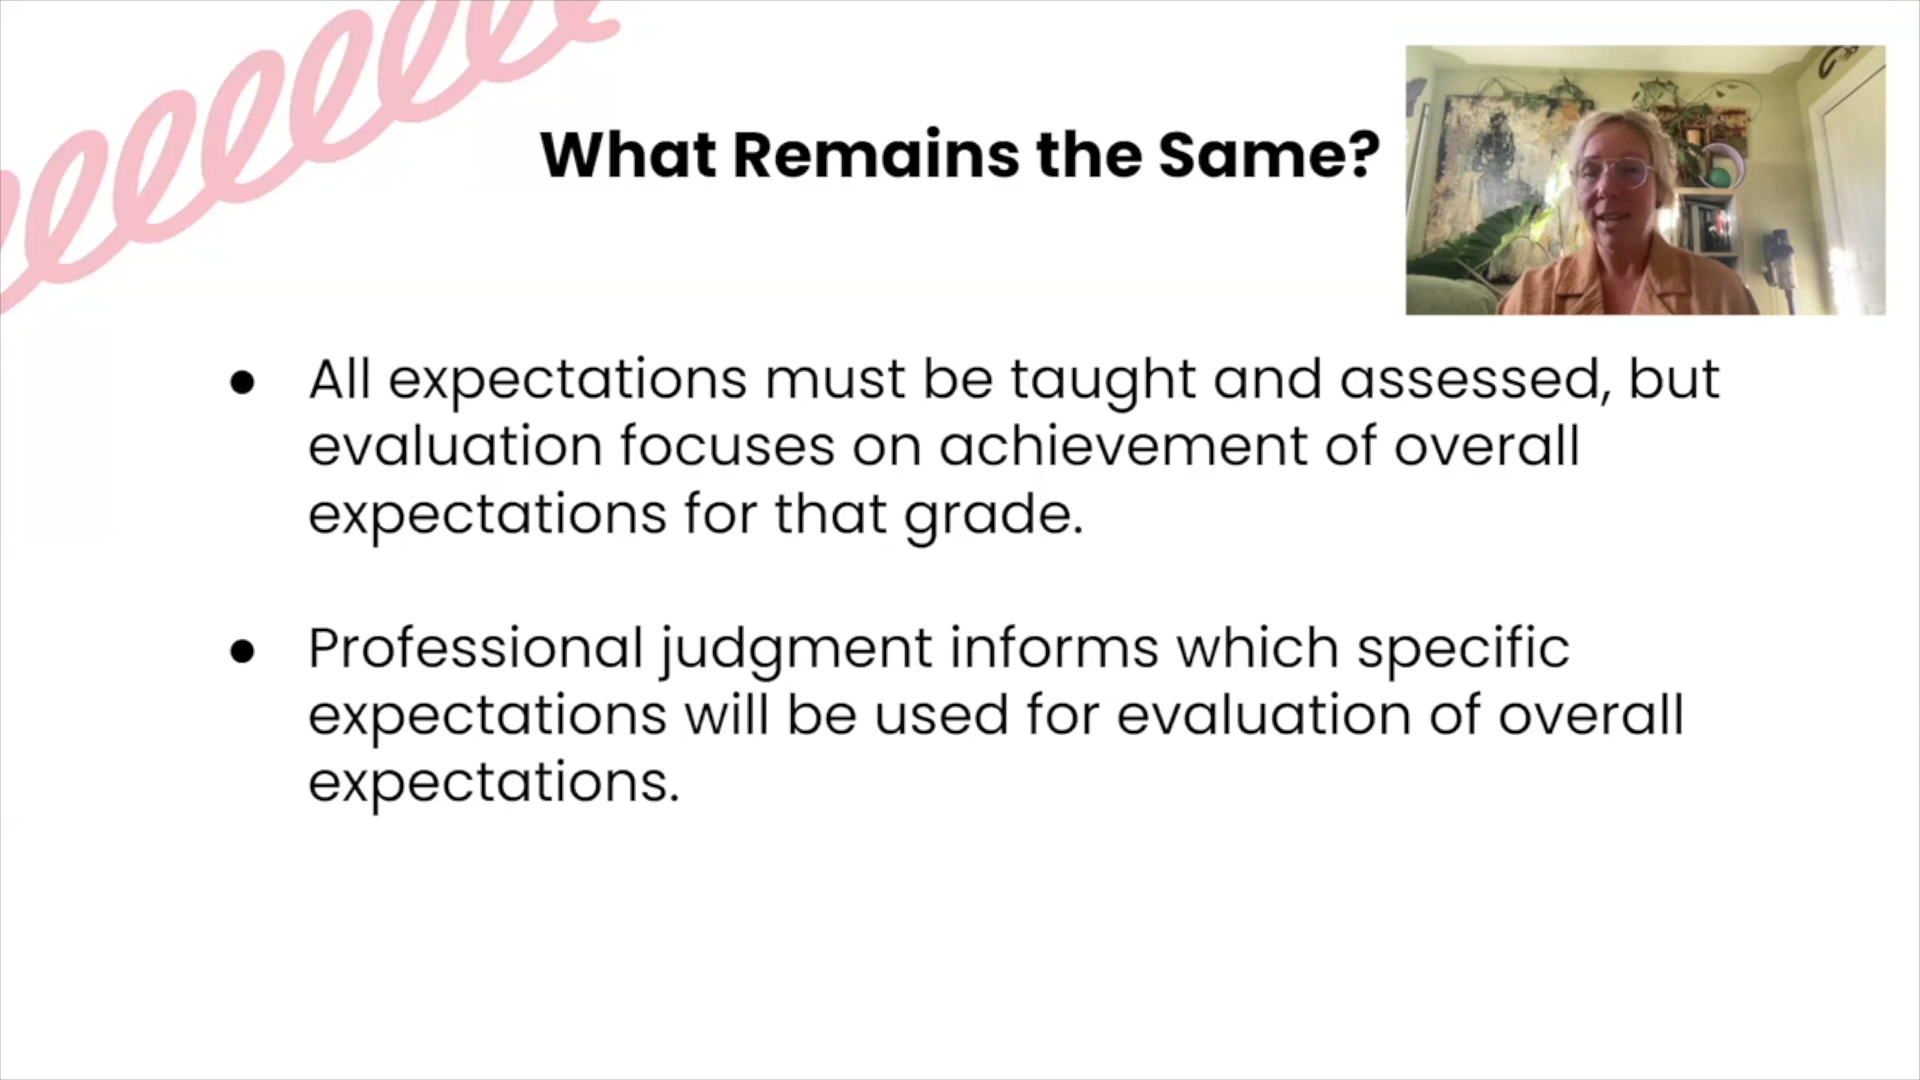 What Remains the Same?
● All expectations must be taught and assessed, but
evaluation focuses on achievement of overall
expectations for that grade.
● Professional judgment informs which specific
expectations will be used for evaluation of overall
expectations.